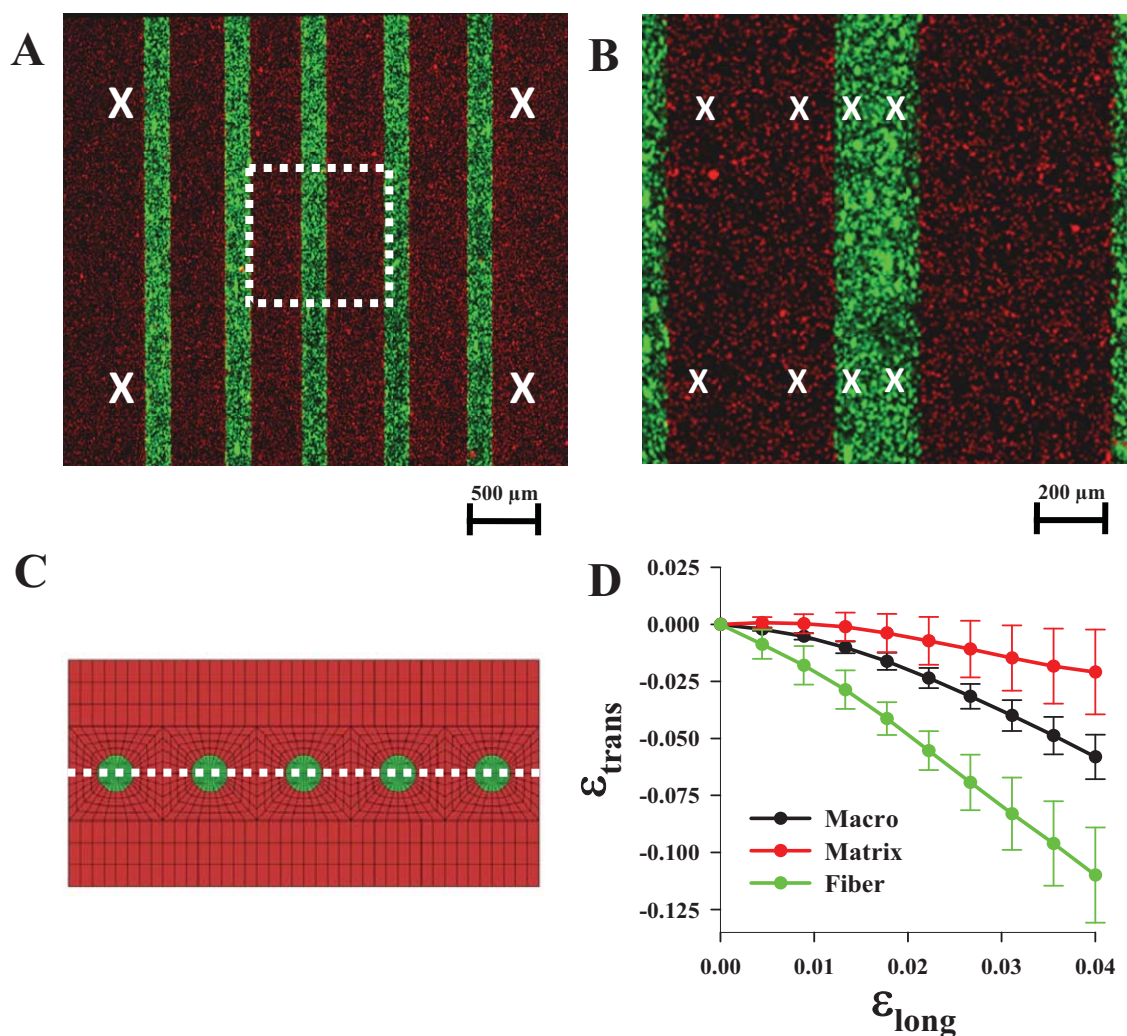 A
X X
X X
500 µm
B
X X X X
X X X X
200 µm
C
D
0.025
0.000
-0.025
-0.050
-0.075
-0.100
-0.125
εtrans
Macro
Matrix
Fiber
0.00 0.01 0.02 0.03 0.04
εlong